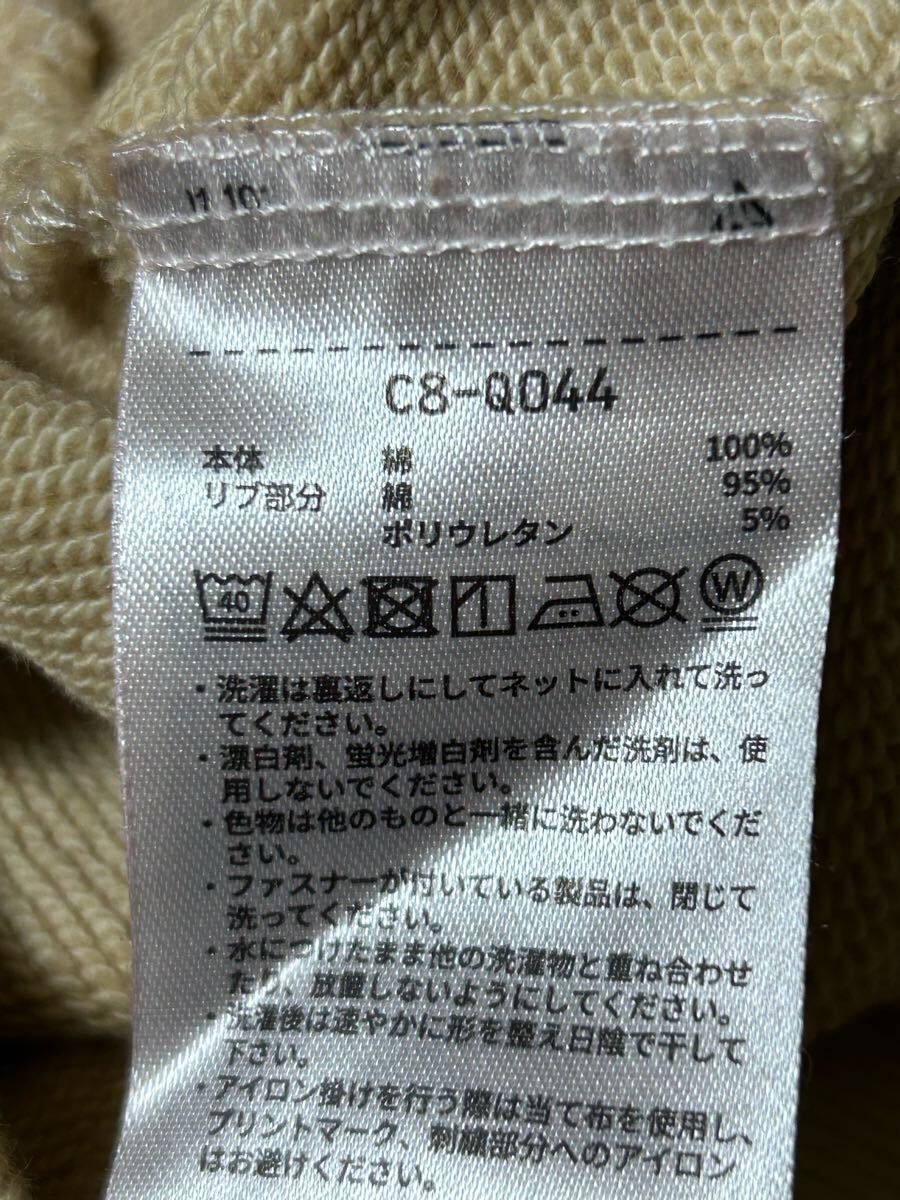 C8-Q044
本体 綿 100%
リブ部分 綿 95%
ポリウレタン 5%
40 W
・洗濯は裏返しにしてネットに入れて洗っ
てください。
・漂白剤、蛍光増白剤を含んだ洗剤は、使
用しないでください。
・色物は他のものと一緒に洗わないでくだ
さい。
・ファスナーが付いている製品は、閉じて
洗ってください。
・水につけたまま他の洗濯物と重ね合わせ
たり、放置しないようにしてください。
・洗濯後は速やかに形を整え日陰で干して
下さい。
・アイロン掛けを行う際は当て布を使用し、
プリントマーク、刺繍部分へのアイロン
はお避けください。